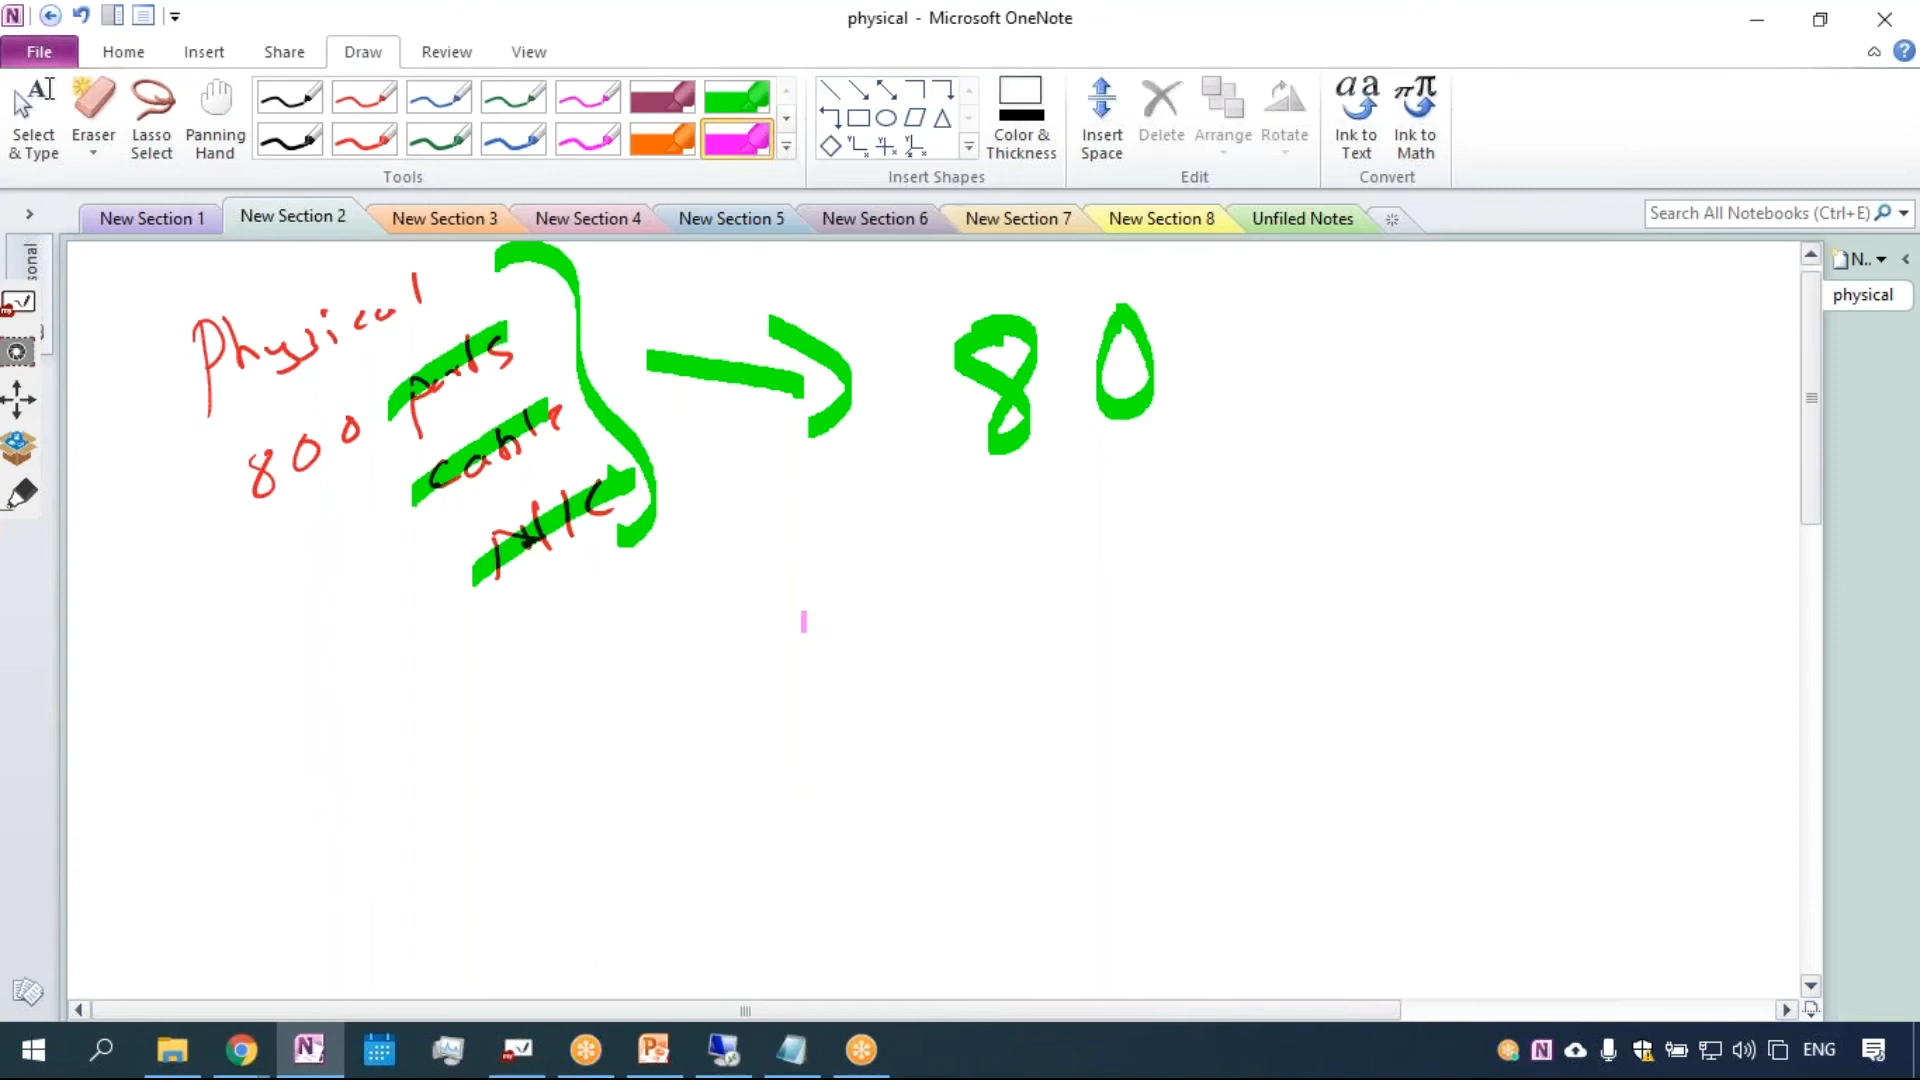 physical - Microsoft OneNote
File Home Insert Share Draw Review View
Select & Type
Eraser
Lasso Select
Panning Hand
Color & Thickness
Insert Space
Delete
Arrange
Rotate
Ink to Text
Ink to Math
Tools
Insert Shapes
Edit
Convert
New Section 1 New Section 2 New Section 3 New Section 4 New Section 5 New Section 6 New Section 7 New Section 8 Unfiled Notes
Search All Notebooks (Ctrl+E)
sonal
N..
physical
Physical
800 ports
cable
NIC
80
ENG